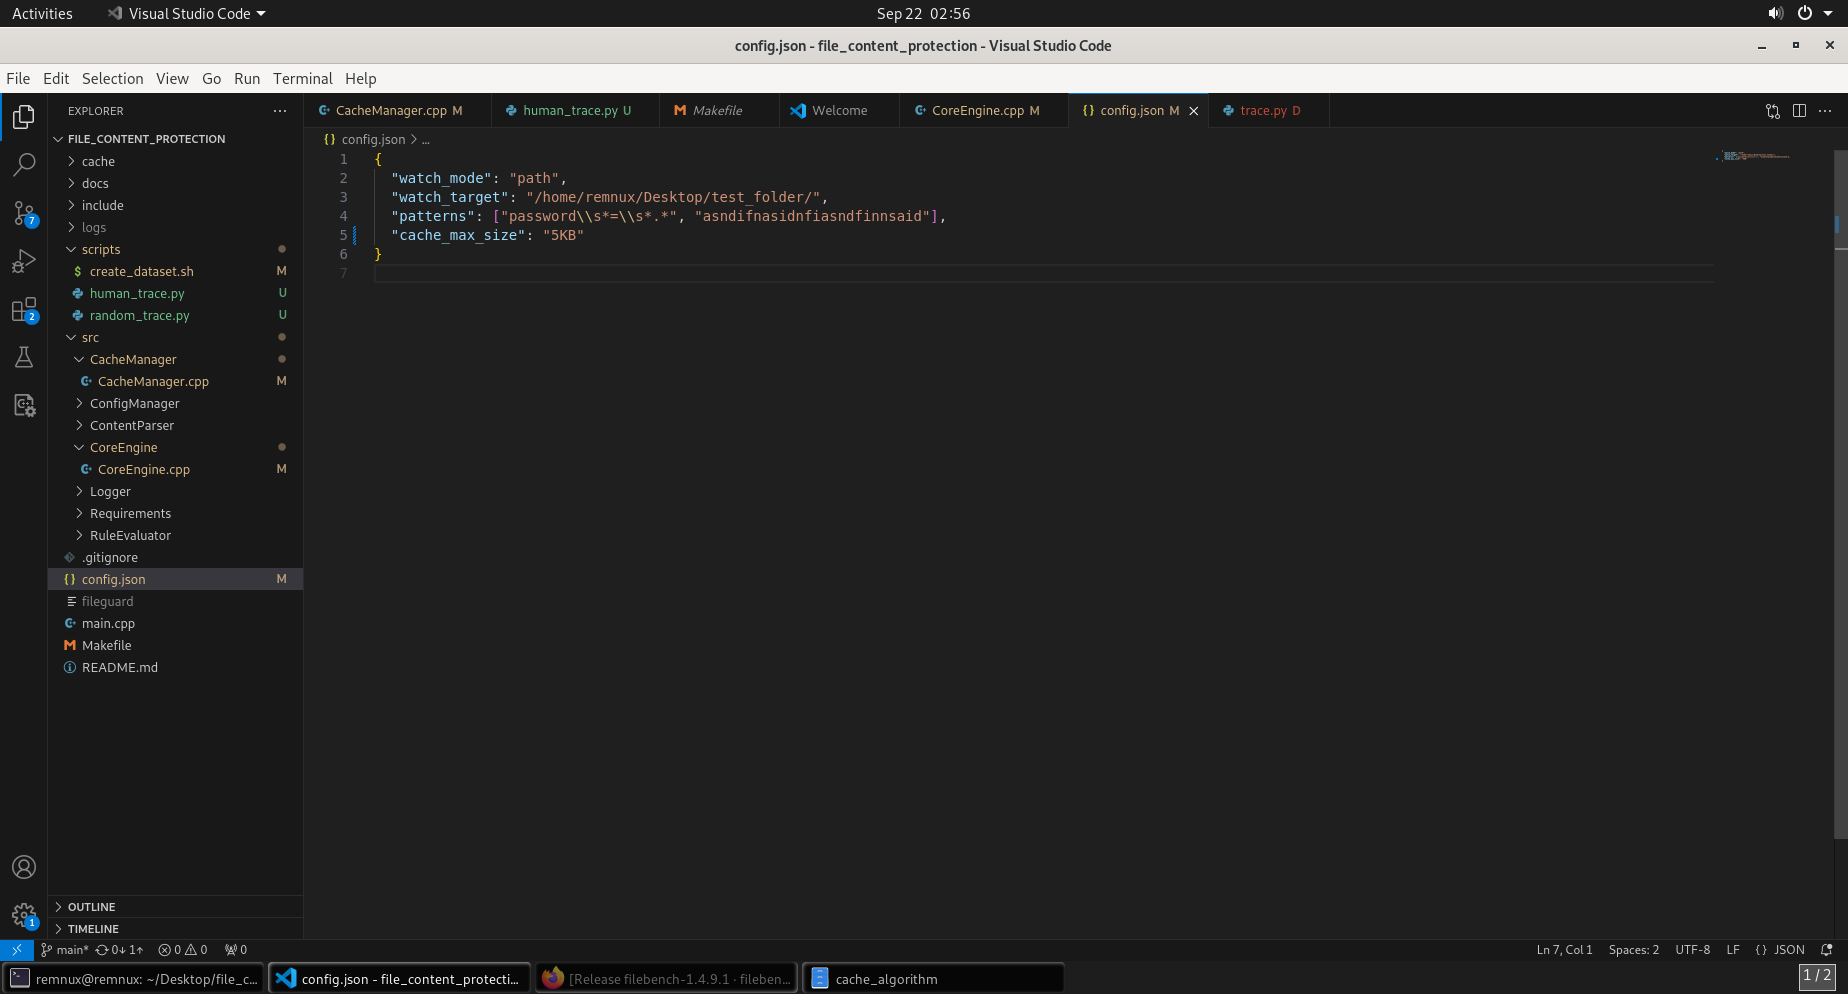 Activities Visual Studio Code Sep 22 02:56
config.json - file_content_protection - Visual Studio Code
File Edit Selection View Go Run Terminal Help
EXPLORER
FILE_CONTENT_PROTECTION
cache
docs
include
logs
scripts
$ create_dataset.sh M
human_trace.py U
random_trace.py U
src
CacheManager
CacheManager.cpp M
ConfigManager
ContentParser
CoreEngine
CoreEngine.cpp M
Logger
Requirements
RuleEvaluator
.gitignore
{} config.json M
fileguard
main.cpp
M Makefile
README.md
OUTLINE
TIMELINE
7
2
1
CacheManager.cpp M human_trace.py U M Makefile Welcome CoreEngine.cpp M {} config.json M trace.py D
{} config.json > ...
1 {
2 "watch_mode": "path",
3 "watch_target": "/home/remnux/Desktop/test_folder/",
4 "patterns": ["password\\s*=\\s*.*", "asndifnasidnfiasndfinnsaid"],
5 "cache_max_size": "5KB"
6 }
7
main* 0↓ 1↑ 0 0 0 Ln 7, Col 1 Spaces: 2 UTF-8 LF {} JSON
remnux@remnux: ~/Desktop/file_c... config.json - file_content_protecti... [Release filebench-1.4.9.1 · fileben... cache_algorithm 1 / 2